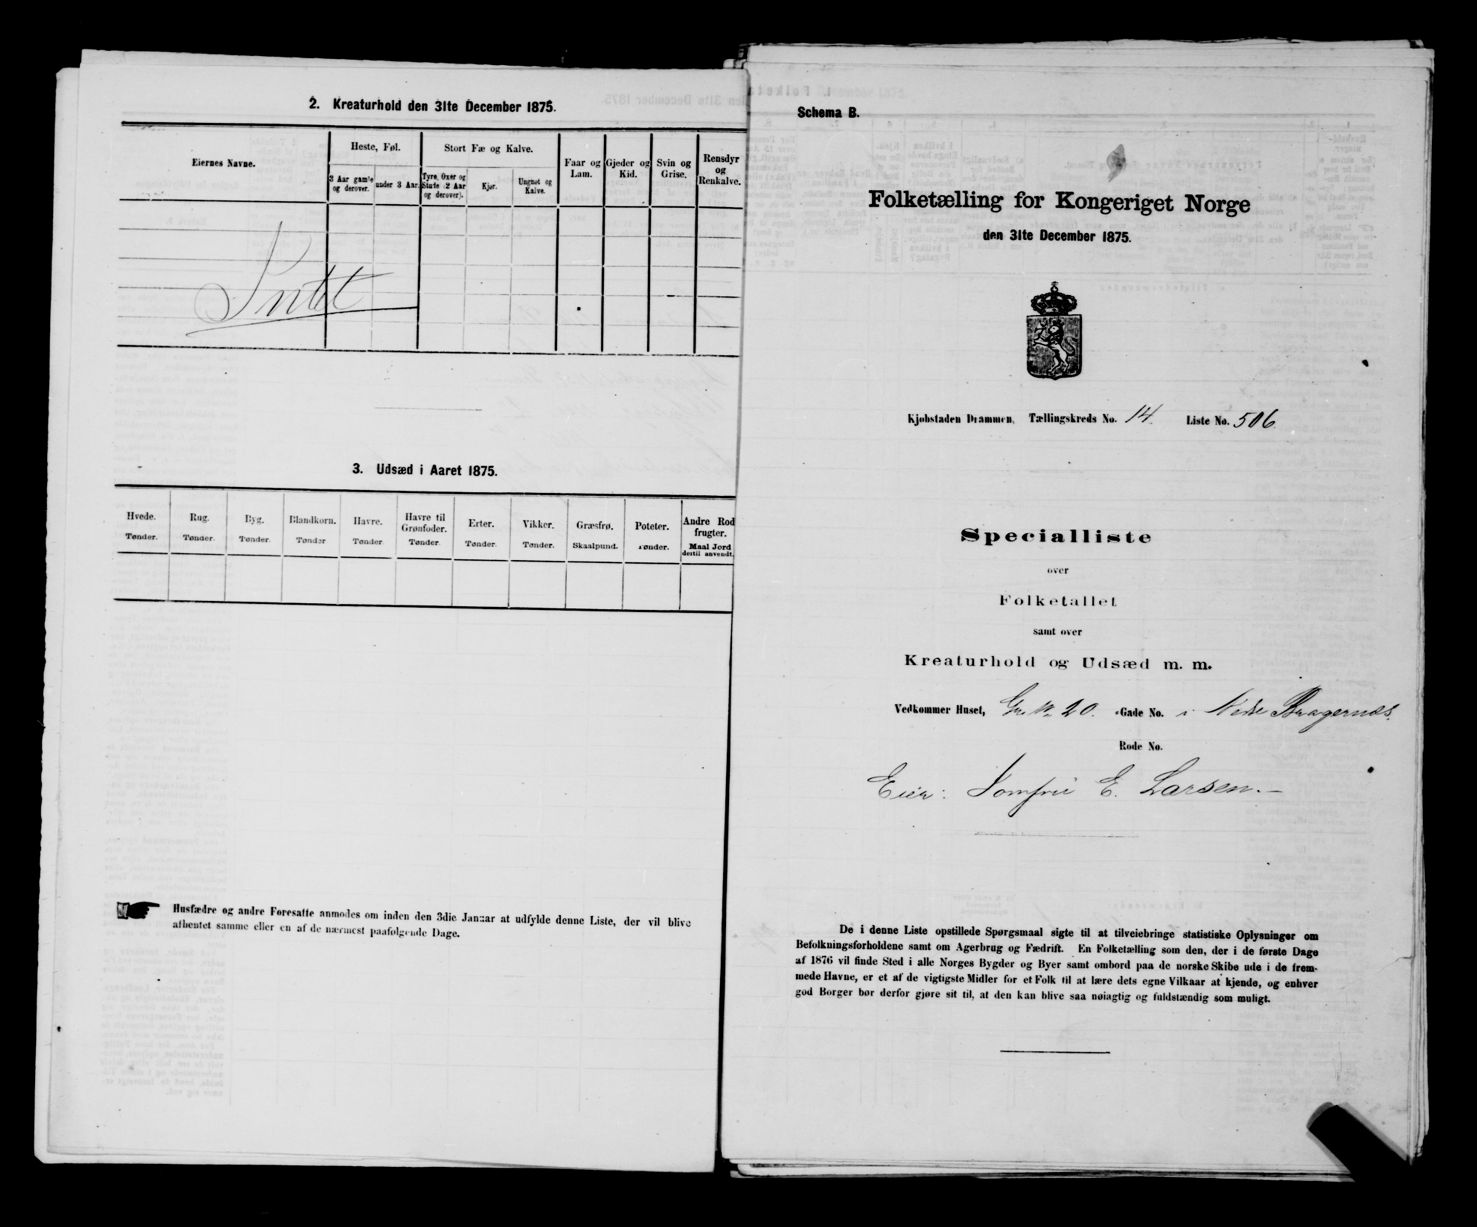 2. Kreaturhold den 31te December 1875.
Eiernes Navne.
Heste, Føl.
Stort Fæ og Kalve.
Faar og Lam.
Gjeder og Kid.
Svin og Grise.
Rensdyr og Renkalve.
3 Aar gamle og derover.
under 3 Aar.
Tyre, Oxer og Stute (2 Aar og derover).
Kjør.
Ungnøt og Kalve.
Intet
3. Udsæd i Aaret 1875.
Hvede. Rug. Byg. Blandkorn. Havre. Havre til Grønfoder. Erter. Vikker. Græsfrø. Poteter. Andre Rodfrugter.
Tønder. Tønder. Tønder. Tønder Tønder. Tønder. Tønder. Tønder. Skaalpund. Tønder. Maal Jord dertil anvendt.
Husfædre og andre Foresatte anmodes om inden den 3die Januar at udfylde denne Liste, der vil blive
afhentet samme eller en af de nærmest paafølgende Dage.
Schema B.
Folketælling for Kongeriget Norge
den 31te December 1875.
Kjøbstaden Drammen, Tællingskreds No. 14. Liste No. 506
Specialliste
over
Folketallet
samt over
Kreaturhold og Udsæd m. m.
Vedkommer Huset, Gr. № 20. Gade No. i Nedre Bragernæs.
Rode No.
Eier: Jomfru E. Larsen.—
De i denne Liste opstillede Spørgsmaal sigte til at tilveiebringe statistiske Oplysninger om
Befolkningsforholdene samt om Agerbrug og Fædrift. En Folketælling som den, der i de første Dage
af 1876 vil finde Sted i alle Norges Bygder og Byer samt ombord paa de norske Skibe ude i de frem-
mede Havne, er et af de vigtigste Midler for et Folk til at lære dets egne Vilkaar at kjende, og enhver
god Borger bør derfor gjøre sit til, at den kan blive saa nøiagtig og fuldstændig som muligt.